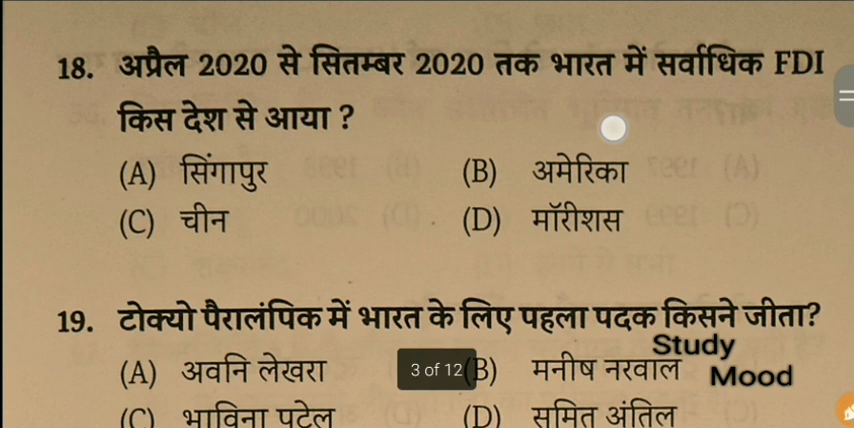 18. अप्रैल 2020 से सितम्बर 2020 तक भारत में सर्वाधिक FDI
किस देश से आया ?
(A) सिंगापुर (B) अमेरिका
(C) चीन (D) मॉरीशस
19. टोक्यो पैरालंपिक में भारत के लिए पहला पदक किसने जीता?
Study
(A) अवनि लेखरा 3 of 12 (B) मनीष नरवाल Mood
(C) भाविना पटेल (D) सुमित अंतिल